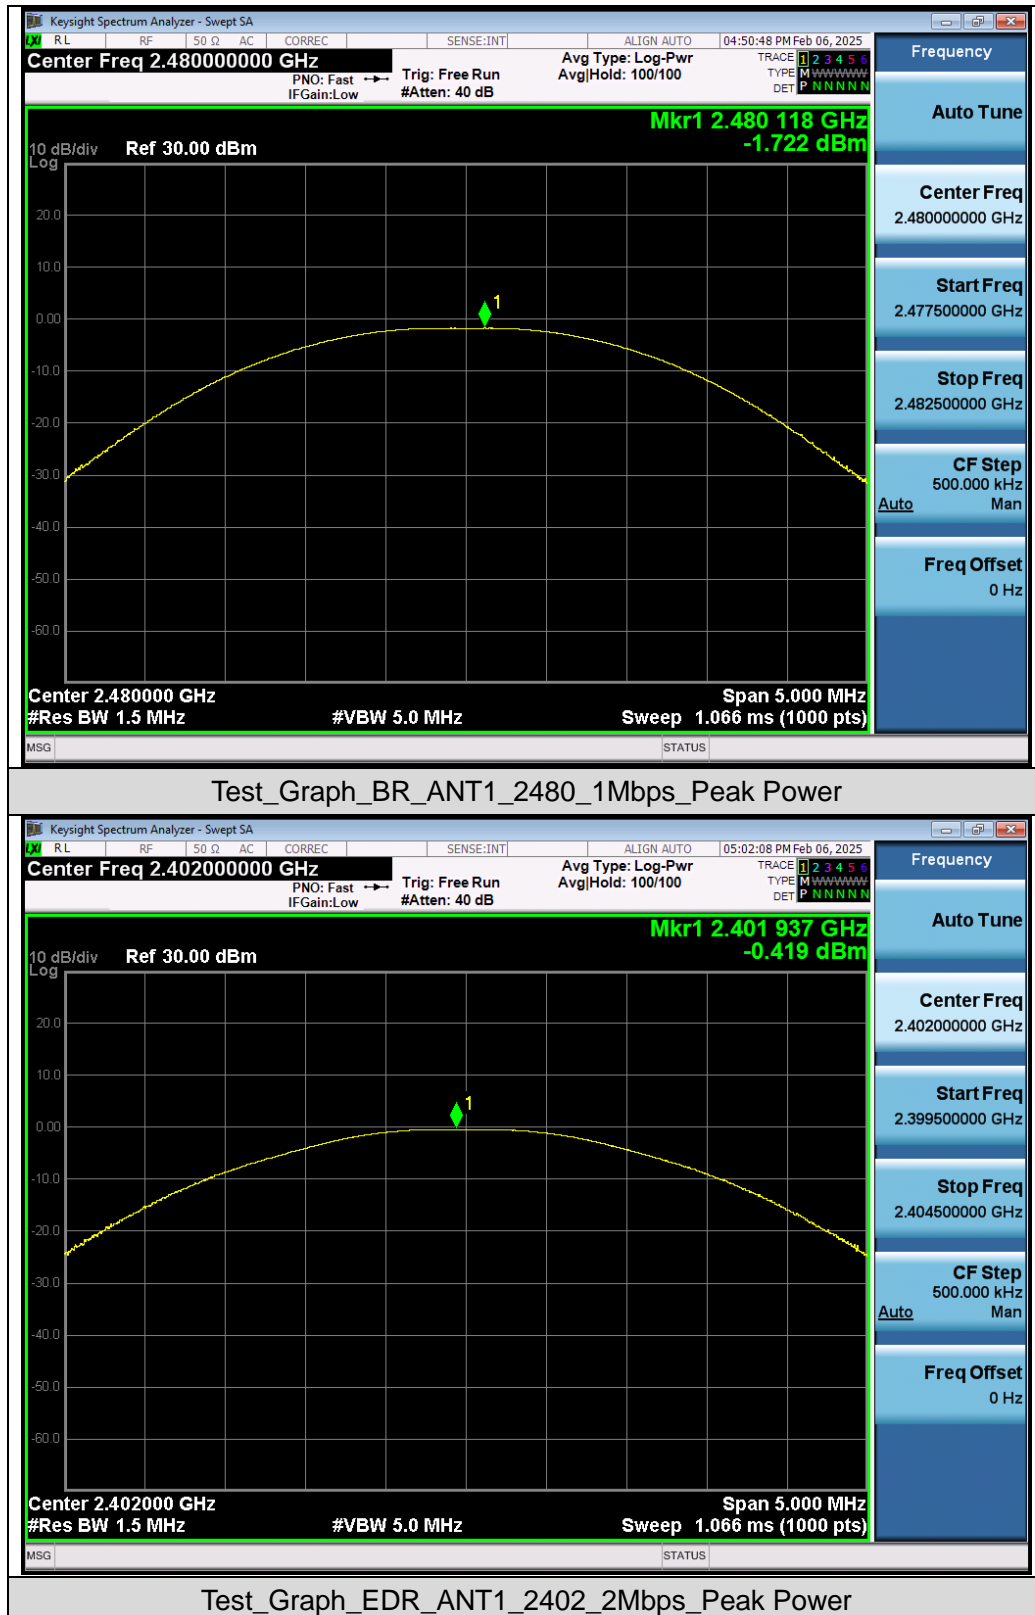 Keysight Spectrum Analyzer - Swept SA
LXI RL RF 50 Ω AC CORREC SENSE:INT ALIGN AUTO 04:50:48 PM Feb 06, 2025
Center Freq 2.480000000 GHz
PNO: Fast
IFGain:Low
Trig: Free Run
#Atten: 40 dB
Avg Type: Log-Pwr
Avg|Hold: 100/100
TRACE 1 2 3 4 5 6
TYPE M WWWWW
DET P N N N N N
Mkr1 2.480 118 GHz
-1.722 dBm
10 dB/div Ref 30.00 dBm
Log
20.0
10.0
0.00
-10.0
-20.0
-30.0
-40.0
-50.0
-60.0
1
Center 2.480000 GHz Span 5.000 MHz
#Res BW 1.5 MHz #VBW 5.0 MHz Sweep 1.066 ms (1000 pts)
MSG STATUS
Frequency
Auto Tune
Center Freq
2.480000000 GHz
Start Freq
2.477500000 GHz
Stop Freq
2.482500000 GHz
CF Step
500.000 kHz
Auto Man
Freq Offset
0 Hz
Test_Graph_BR_ANT1_2480_1Mbps_Peak Power
Keysight Spectrum Analyzer - Swept SA
LXI RL RF 50 Ω AC CORREC SENSE:INT ALIGN AUTO 05:02:08 PM Feb 06, 2025
Center Freq 2.402000000 GHz
PNO: Fast
IFGain:Low
Trig: Free Run
#Atten: 40 dB
Avg Type: Log-Pwr
Avg|Hold: 100/100
TRACE 1 2 3 4 5 6
TYPE M WWWWW
DET P N N N N N
Mkr1 2.401 937 GHz
-0.419 dBm
10 dB/div Ref 30.00 dBm
Log
20.0
10.0
0.00
-10.0
-20.0
-30.0
-40.0
-50.0
-60.0
1
Center 2.402000 GHz Span 5.000 MHz
#Res BW 1.5 MHz #VBW 5.0 MHz Sweep 1.066 ms (1000 pts)
MSG STATUS
Frequency
Auto Tune
Center Freq
2.402000000 GHz
Start Freq
2.399500000 GHz
Stop Freq
2.404500000 GHz
CF Step
500.000 kHz
Auto Man
Freq Offset
0 Hz
Test_Graph_EDR_ANT1_2402_2Mbps_Peak Power